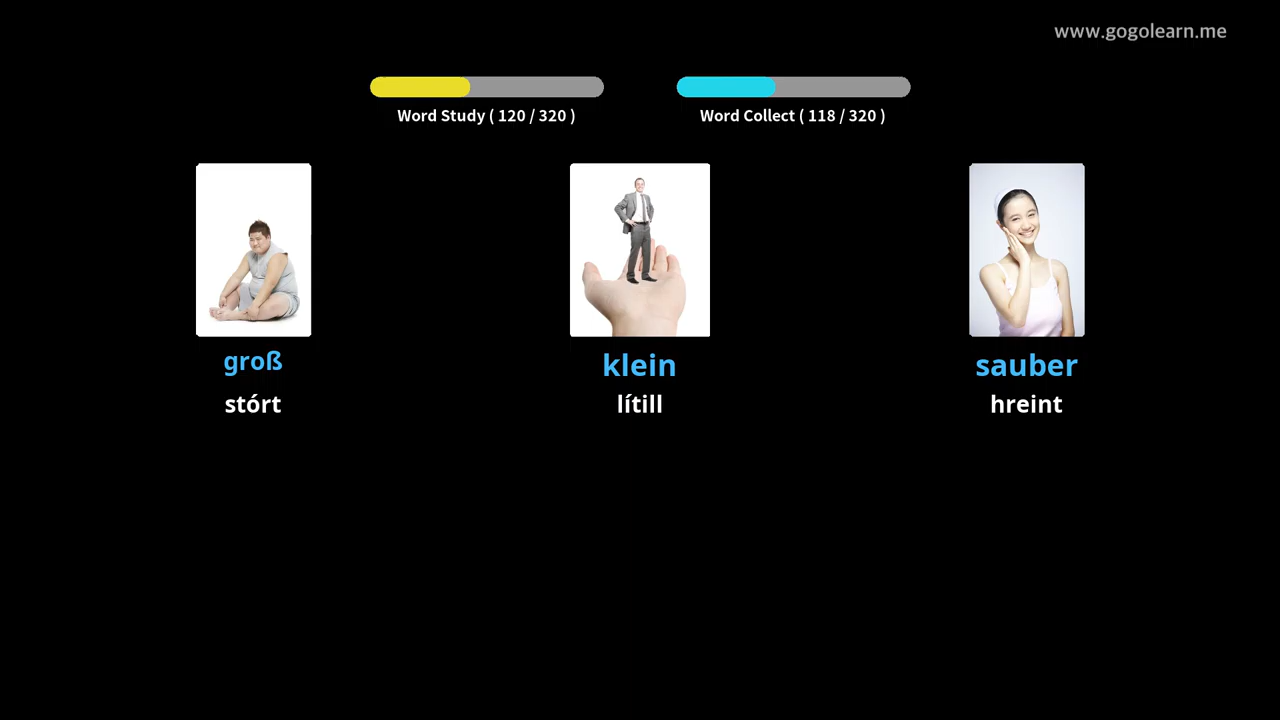 www.gogolearn.me
Word Study ( 120 / 320 )
Word Collect ( 118 / 320 )
groß
klein
sauber
stórt
lítill
hreint